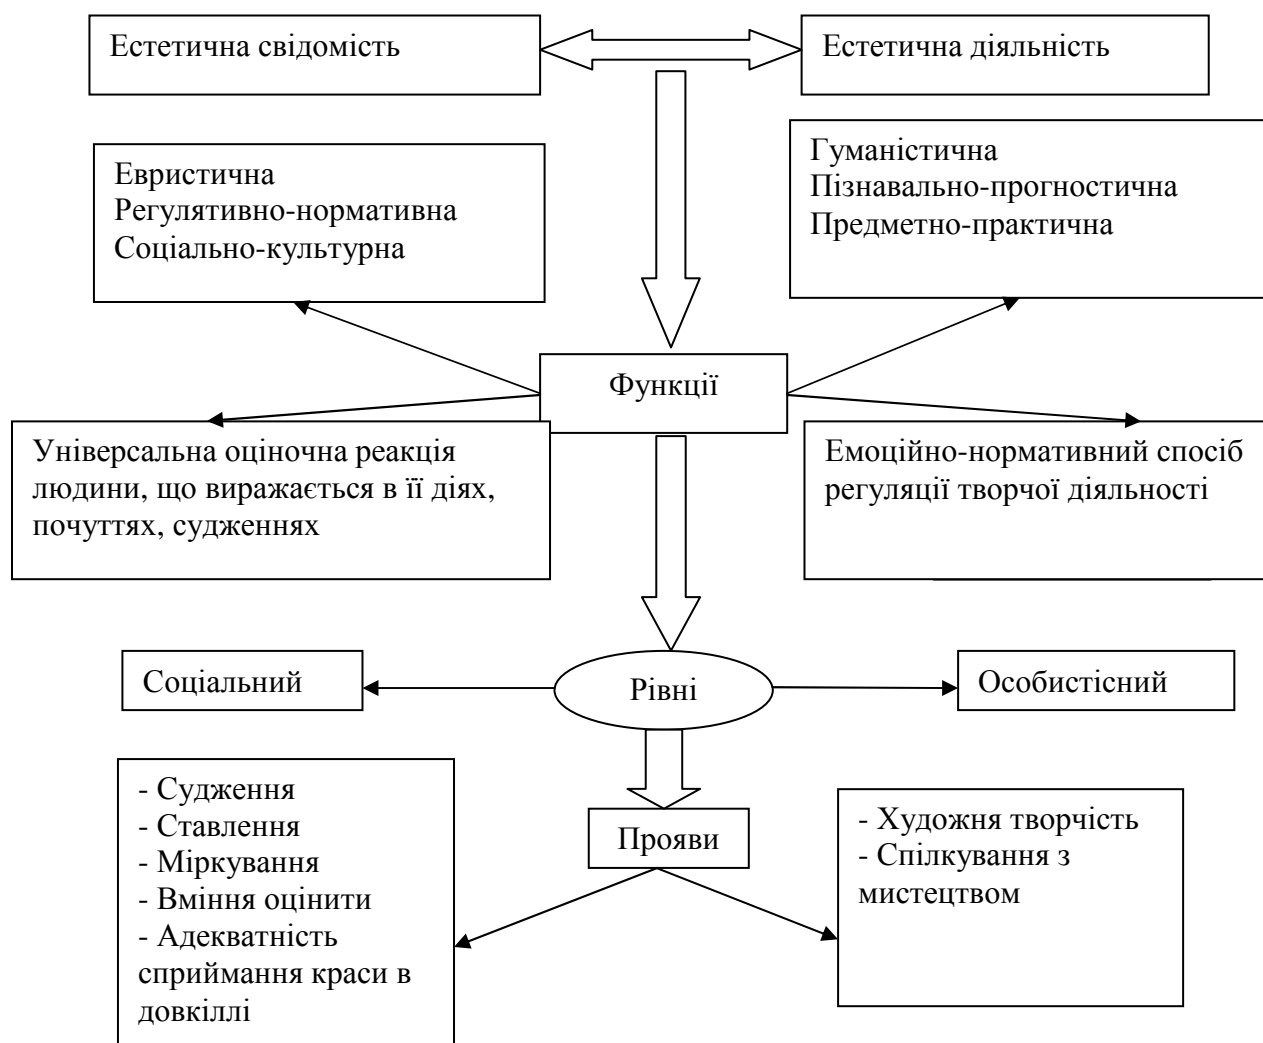 Естетична свідомість
Естетична діяльність
Евристична
Регулятивно-нормативна
Соціально-культурна
Гуманістична
Пізнавально-прогностична
Предметно-практична
Функції
Універсальна оціночна реакція
людини, що виражається в її діях,
почуттях, судженнях
Емоційно-нормативний спосіб
регуляції творчої діяльності
Соціальний
Рівні
Особистісний
- Судження
- Ставлення
- Міркування
- Вміння оцінити
- Адекватність
сприймання краси в
довкіллі
Прояви
- Художня творчість
- Спілкування з
мистецтвом